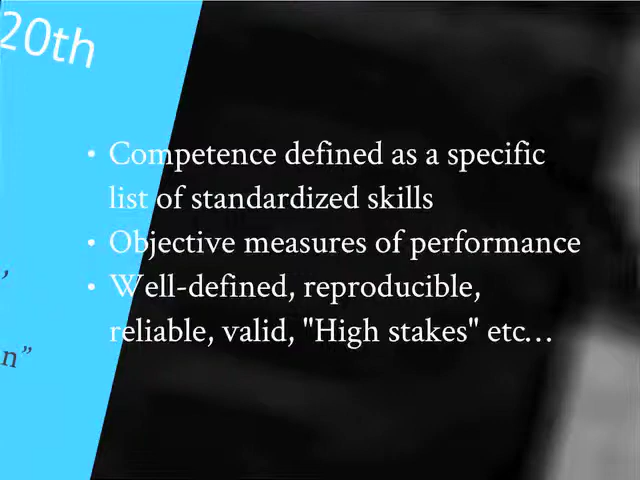 20th
• Competence defined as a specific
list of standardized skills
• Objective measures of performance
• Well-defined, reproducible,
reliable, valid, "High stakes" etc…
’
n”